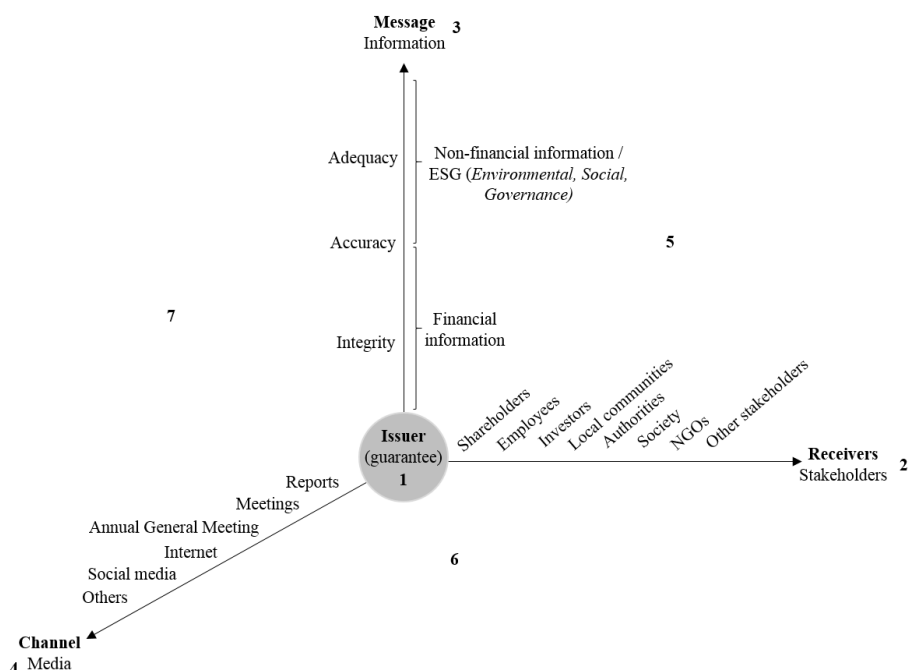 Message 3
Information
Adequacy
Non-financial information /
ESG (Environmental, Social,
Governance)
Accuracy
5
7
Integrity
Financial
information
Shareholders
Employees
Investors
Local communities
Authorities
Society
NGOs
Other stakeholders
Issuer
(guarantee)
1
Receivers
Stakeholders 2
Reports
Meetings
Annual General Meeting
Internet
Social media
Others
6
Channel
4 Media